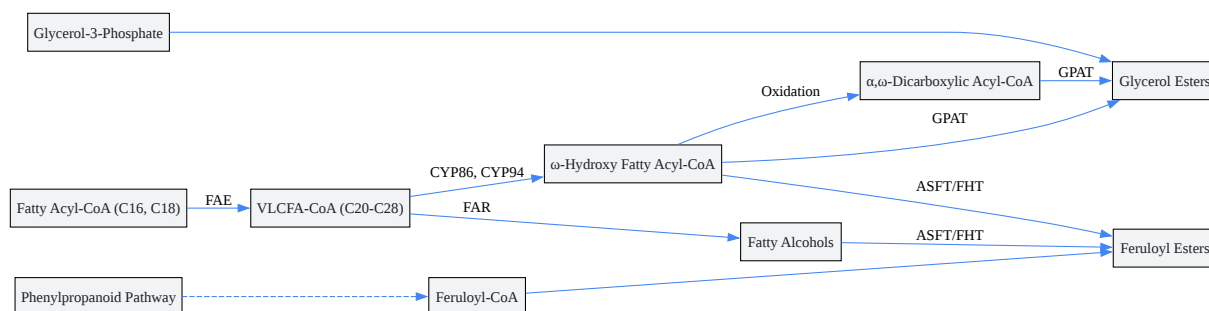 Glycerol-3-Phosphate
α,ω-Dicarboxylic Acyl-CoA
GPAT
Glycerol Esters
Oxidation
GPAT
ω-Hydroxy Fatty Acyl-CoA
CYP86, CYP94
ASFT/FHT
Fatty Acyl-CoA (C16, C18)
FAE
VLCFA-CoA (C20-C28)
FAR
Fatty Alcohols
ASFT/FHT
Feruloyl Esters
Phenylpropanoid Pathway
Feruloyl-CoA